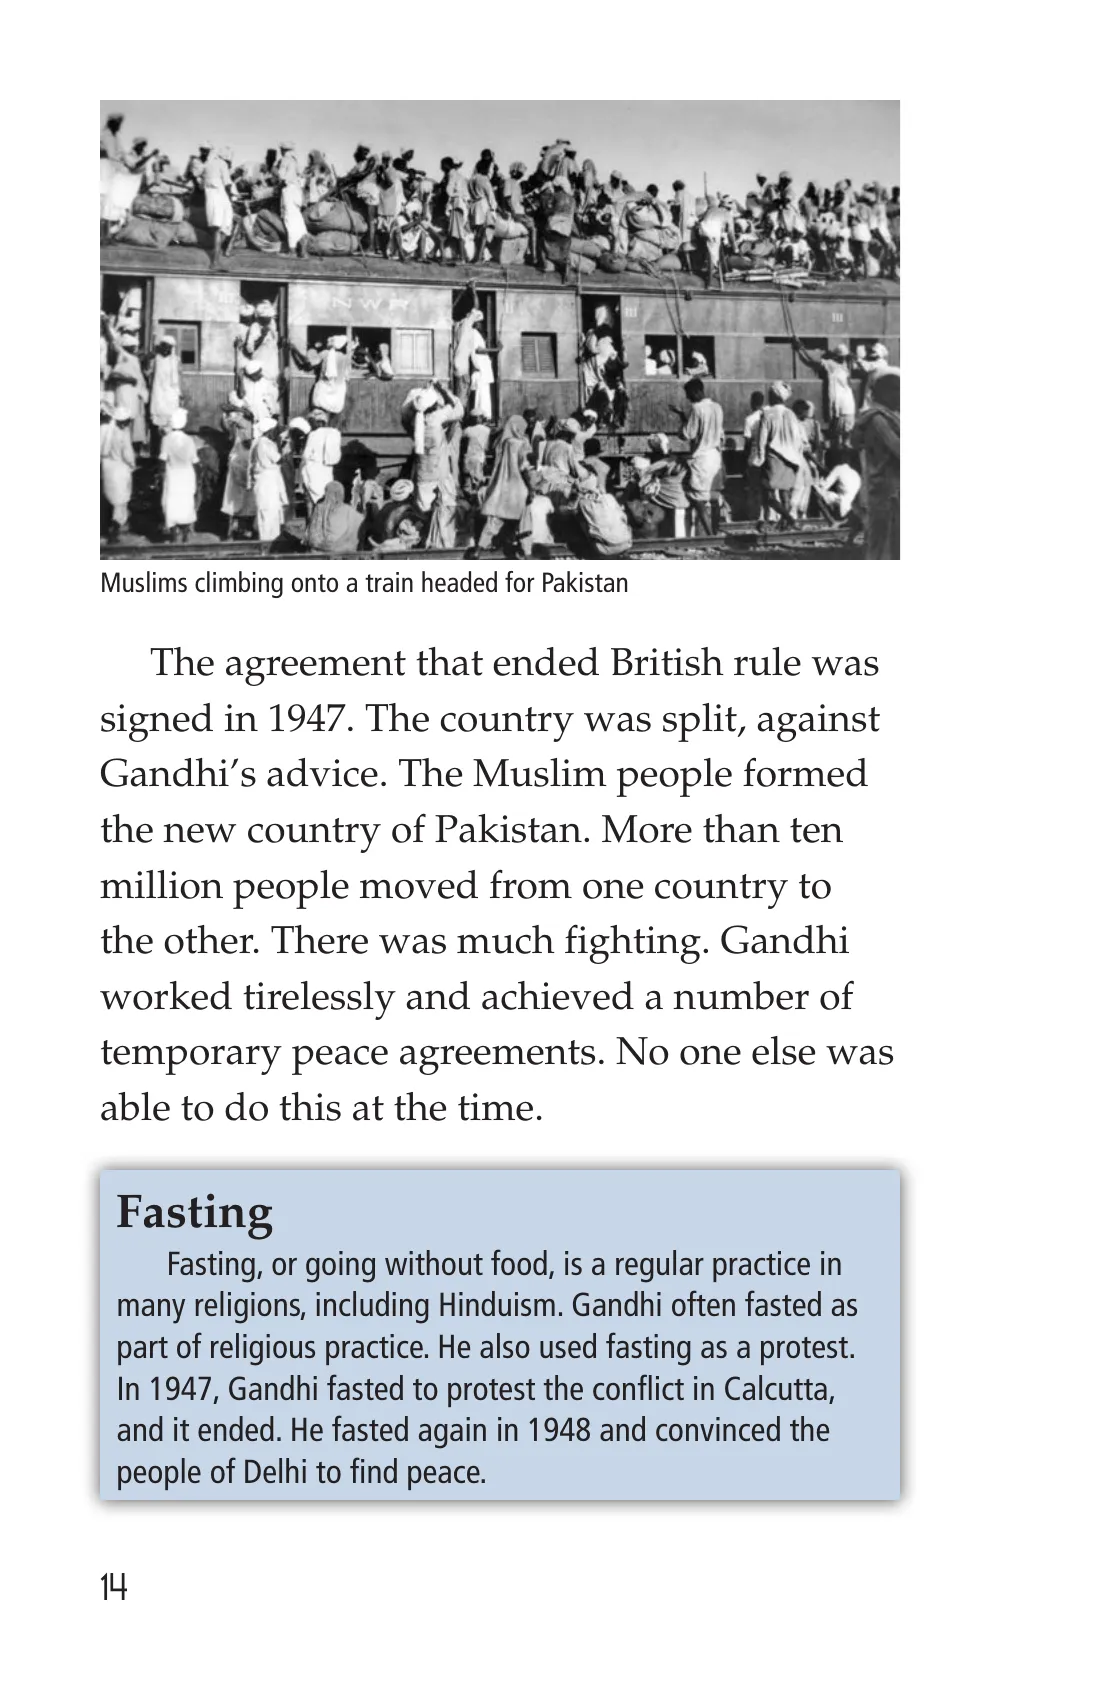 NWR
III
III
III
III
Muslims climbing onto a train headed for Pakistan
The agreement that ended British rule was
signed in 1947. The country was split, against
Gandhi’s advice. The Muslim people formed
the new country of Pakistan. More than ten
million people moved from one country to
the other. There was much fighting. Gandhi
worked tirelessly and achieved a number of
temporary peace agreements. No one else was
able to do this at the time.
Fasting
Fasting, or going without food, is a regular practice in
many religions, including Hinduism. Gandhi often fasted as
part of religious practice. He also used fasting as a protest.
In 1947, Gandhi fasted to protest the conflict in Calcutta,
and it ended. He fasted again in 1948 and convinced the
people of Delhi to find peace.
14